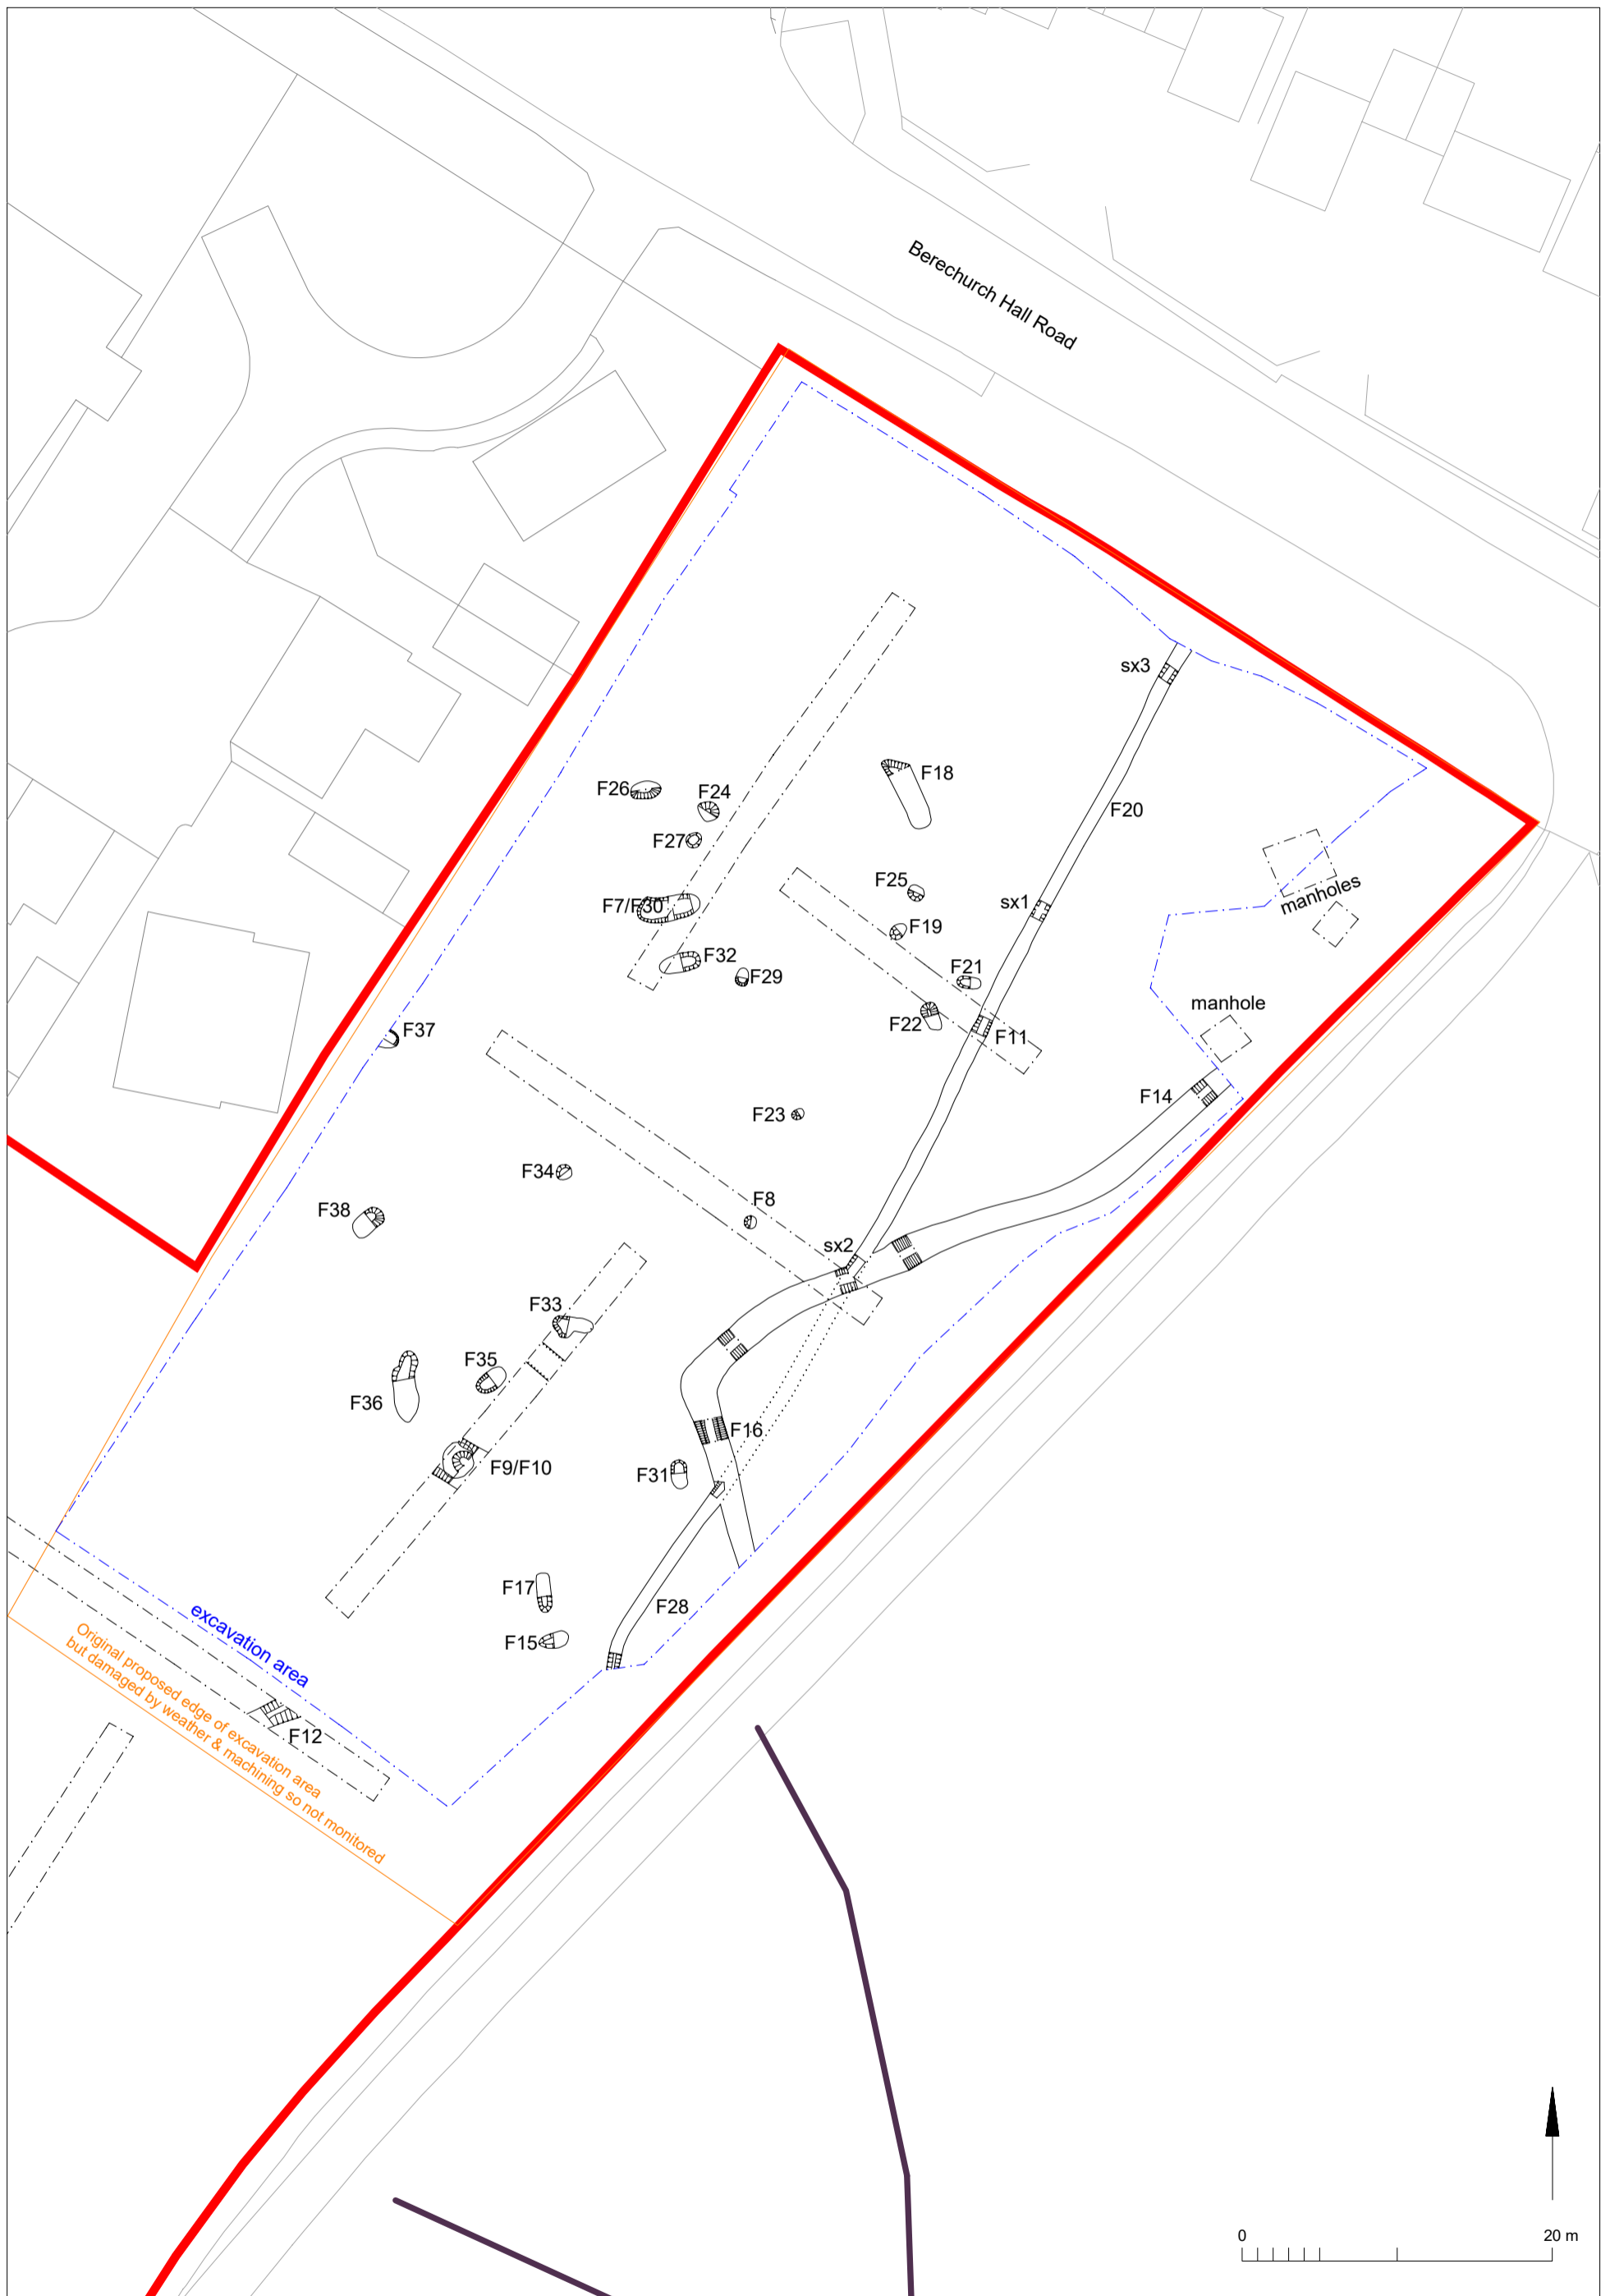 Berechurch Hall Road
sx3
F18
F26
F24
F20
F27
F25
manholes
F7/F30
sx1
F19
F32
F21
F29
manhole
F22
F37
F11
F14
F23
F34
F8
F38
sx2
F33
F35
F36
F16
F9/F10
F31
F17
F28
excavation area
F15
Original proposed edge of excavation area
but damaged by weather & machining so not monitored
F12
0
20 m